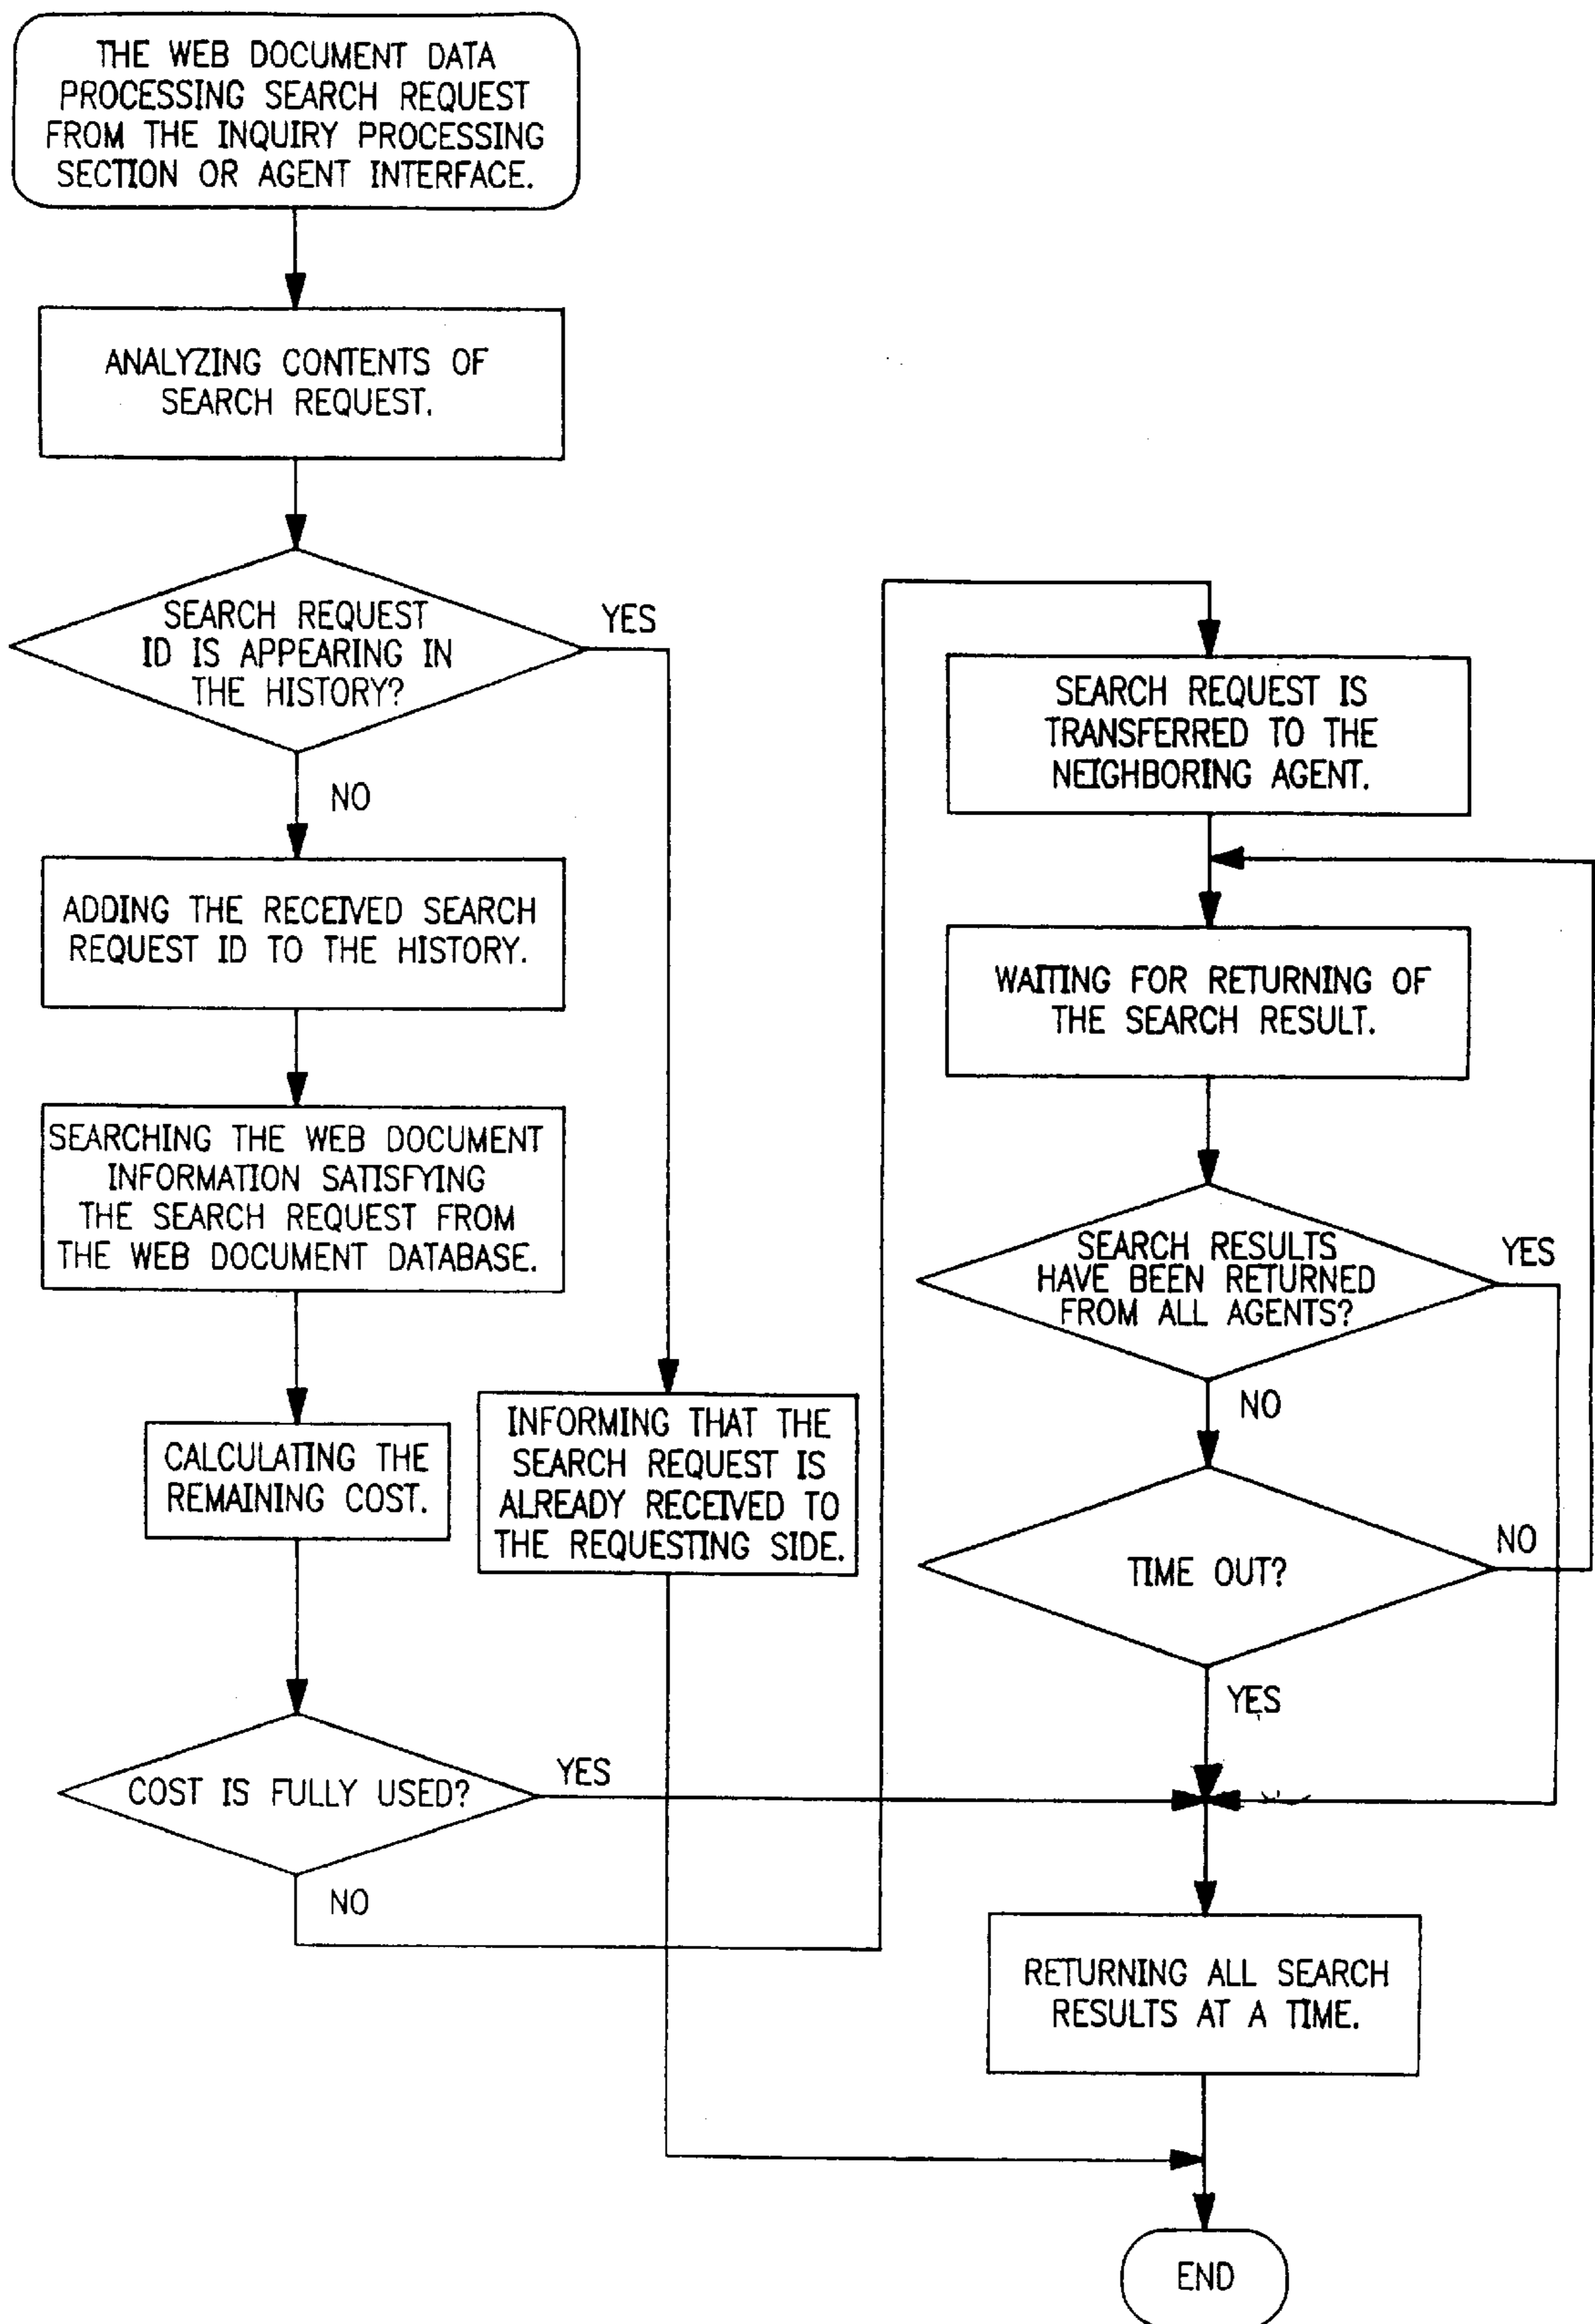 THE WEB DOCUMENT DATA
PROCESSING SEARCH REQUEST
FROM THE INQUIRY PROCESSING
SECTION OR AGENT INTERFACE.
ANALYZING CONTENTS OF
SEARCH REQUEST.
SEARCH REQUEST
ID IS APPEARING IN
THE HISTORY?
YES
NO
ADDING THE RECEIVED SEARCH
REQUEST ID TO THE HISTORY.
SEARCHING THE WEB DOCUMENT
INFORMATION SATISFYING
THE SEARCH REQUEST FROM
THE WEB DOCUMENT DATABASE.
CALCULATING THE
REMAINING COST.
INFORMING THAT THE
SEARCH REQUEST IS
ALREADY RECEIVED TO
THE REQUESTING SIDE.
COST IS FULLY USED?
YES
NO
SEARCH REQUEST IS
TRANSFERRED TO THE
NEIGHBORING AGENT.
WAITING FOR RETURNING OF
THE SEARCH RESULT.
SEARCH RESULTS
HAVE BEEN RETURNED
FROM ALL AGENTS?
YES
NO
TIME OUT?
NO
YES
RETURNING ALL SEARCH
RESULTS AT A TIME.
END